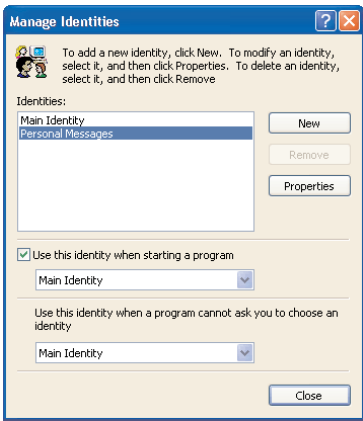 Manage Identities
To add a new identity, click New. To modify an identity,
select it, and then click Properties. To delete an identity,
select it, and then click Remove
Identities:
Main Identity
Personal Messages
New
Remove
Properties
Use this identity when starting a program
Main Identity
Use this identity when a program cannot ask you to choose an
identity
Main Identity
Close